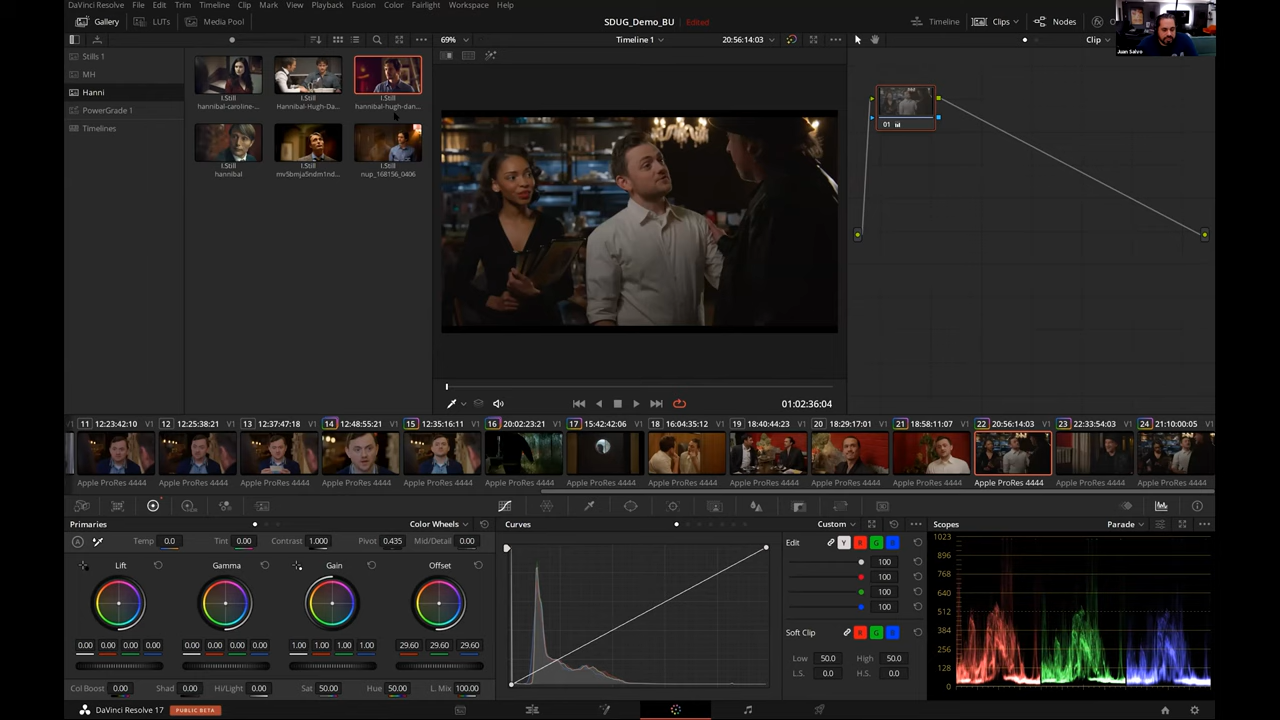 DaVinci Resolve File Edit Trim Timeline Clip Mark View Playback Fusion Color Fairlight Workspace Help
Gallery LUTs Media Pool SDUG_Demo_BU Edited Timeline Clips Nodes
Juan Salvo
69% Timeline 1 20:56:14:03 Clip
Stills 1
MH
Hanni
PowerGrade 1
Timelines
I.Still I.Still I.Still
hannibal-caroline-... Hannibal-Hugh-Da... hannibal-hugh-dan...
I.Still I.Still I.Still
hannibal mv5bmja5ndm1nd... nup_168156_0406
01
01:02:36:04
11 12:23:42:10 V1 12 12:25:38:21 V1 13 12:37:47:18 V1 14 12:48:55:21 V1 15 12:35:16:11 V1 16 20:02:23:21 V1 17 15:42:42:06 V1 18 16:04:35:12 V1 19 18:40:44:23 V1 20 18:29:17:01 V1 21 18:58:11:07 V1 22 20:56:14:03 V1 23 22:33:54:03 V1 24 21:10:00:05 V1
Apple ProRes 4444 Apple ProRes 4444 Apple ProRes 4444 Apple ProRes 4444 Apple ProRes 4444 Apple ProRes 4444 Apple ProRes 4444 Apple ProRes 4444 Apple ProRes 4444 Apple ProRes 4444 Apple ProRes 4444 Apple ProRes 4444 Apple ProRes 4444 Apple ProRes 4444
Primaries Color Wheels Curves Custom Scopes Parade
A Temp 0.0 Tint 0.00 Contrast 1.000 Pivot 0.435 Mid/Detail 0.00
Edit Y R G B
Lift Gamma Gain Offset
100
100
100
100
0.00 0.00 0.00 0.00 0.00 0.00 0.00 0.00 1.00 1.00 1.00 1.00 29.60 29.60 29.60
Soft Clip R G B
Low 50.0 High 50.0
L.S. 0.0 H.S. 0.0
Col Boost 0.00 Shad 0.00 Hi/Light 0.00 Sat 50.00 Hue 50.00 L. Mix 100.00
1023
896
768
640
512
384
256
128
0
DaVinci Resolve 17 PUBLIC BETA